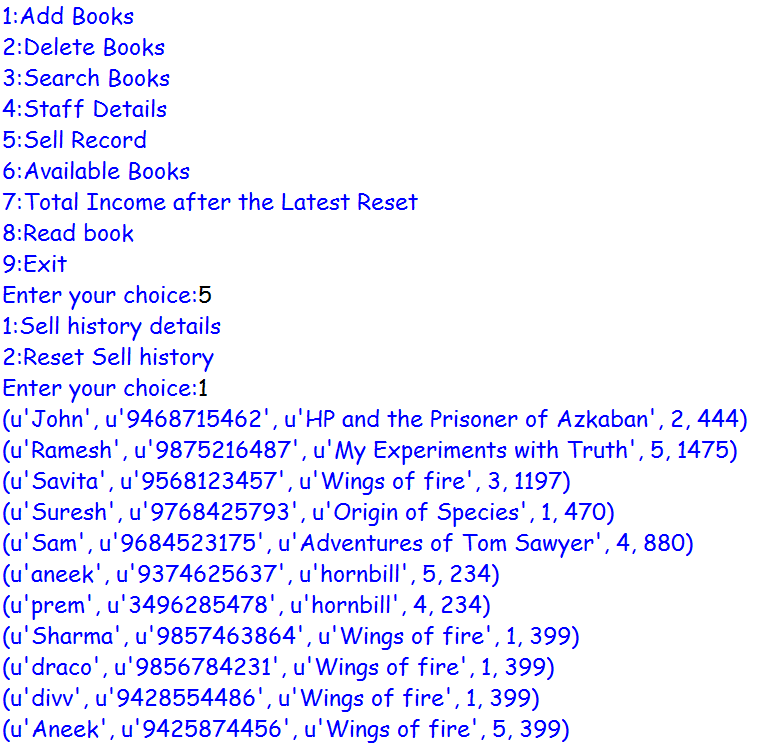 1:Add Books
2:Delete Books
3:Search Books
4:Staff Details
5:Sell Record
6:Available Books
7:Total Income after the Latest Reset
8:Read book
9:Exit
Enter your choice:5
1:Sell history details
2:Reset Sell history
Enter your choice:1
(u'John', u'9468715462', u'HP and the Prisoner of Azkaban', 2, 444)
(u'Ramesh', u'9875216487', u'My Experiments with Truth', 5, 1475)
(u'Savita', u'9568123457', u'Wings of fire', 3, 1197)
(u'Suresh', u'9768425793', u'Origin of Species', 1, 470)
(u'Sam', u'9684523175', u'Adventures of Tom Sawyer', 4, 880)
(u'aneek', u'9374625637', u'hornbill', 5, 234)
(u'prem', u'3496285478', u'hornbill', 4, 234)
(u'Sharma', u'9857463864', u'Wings of fire', 1, 399)
(u'draco', u'9856784231', u'Wings of fire', 1, 399)
(u'divv', u'9428554486', u'Wings of fire', 1, 399)
(u'Aneek', u'9425874456', u'Wings of fire', 5, 399)